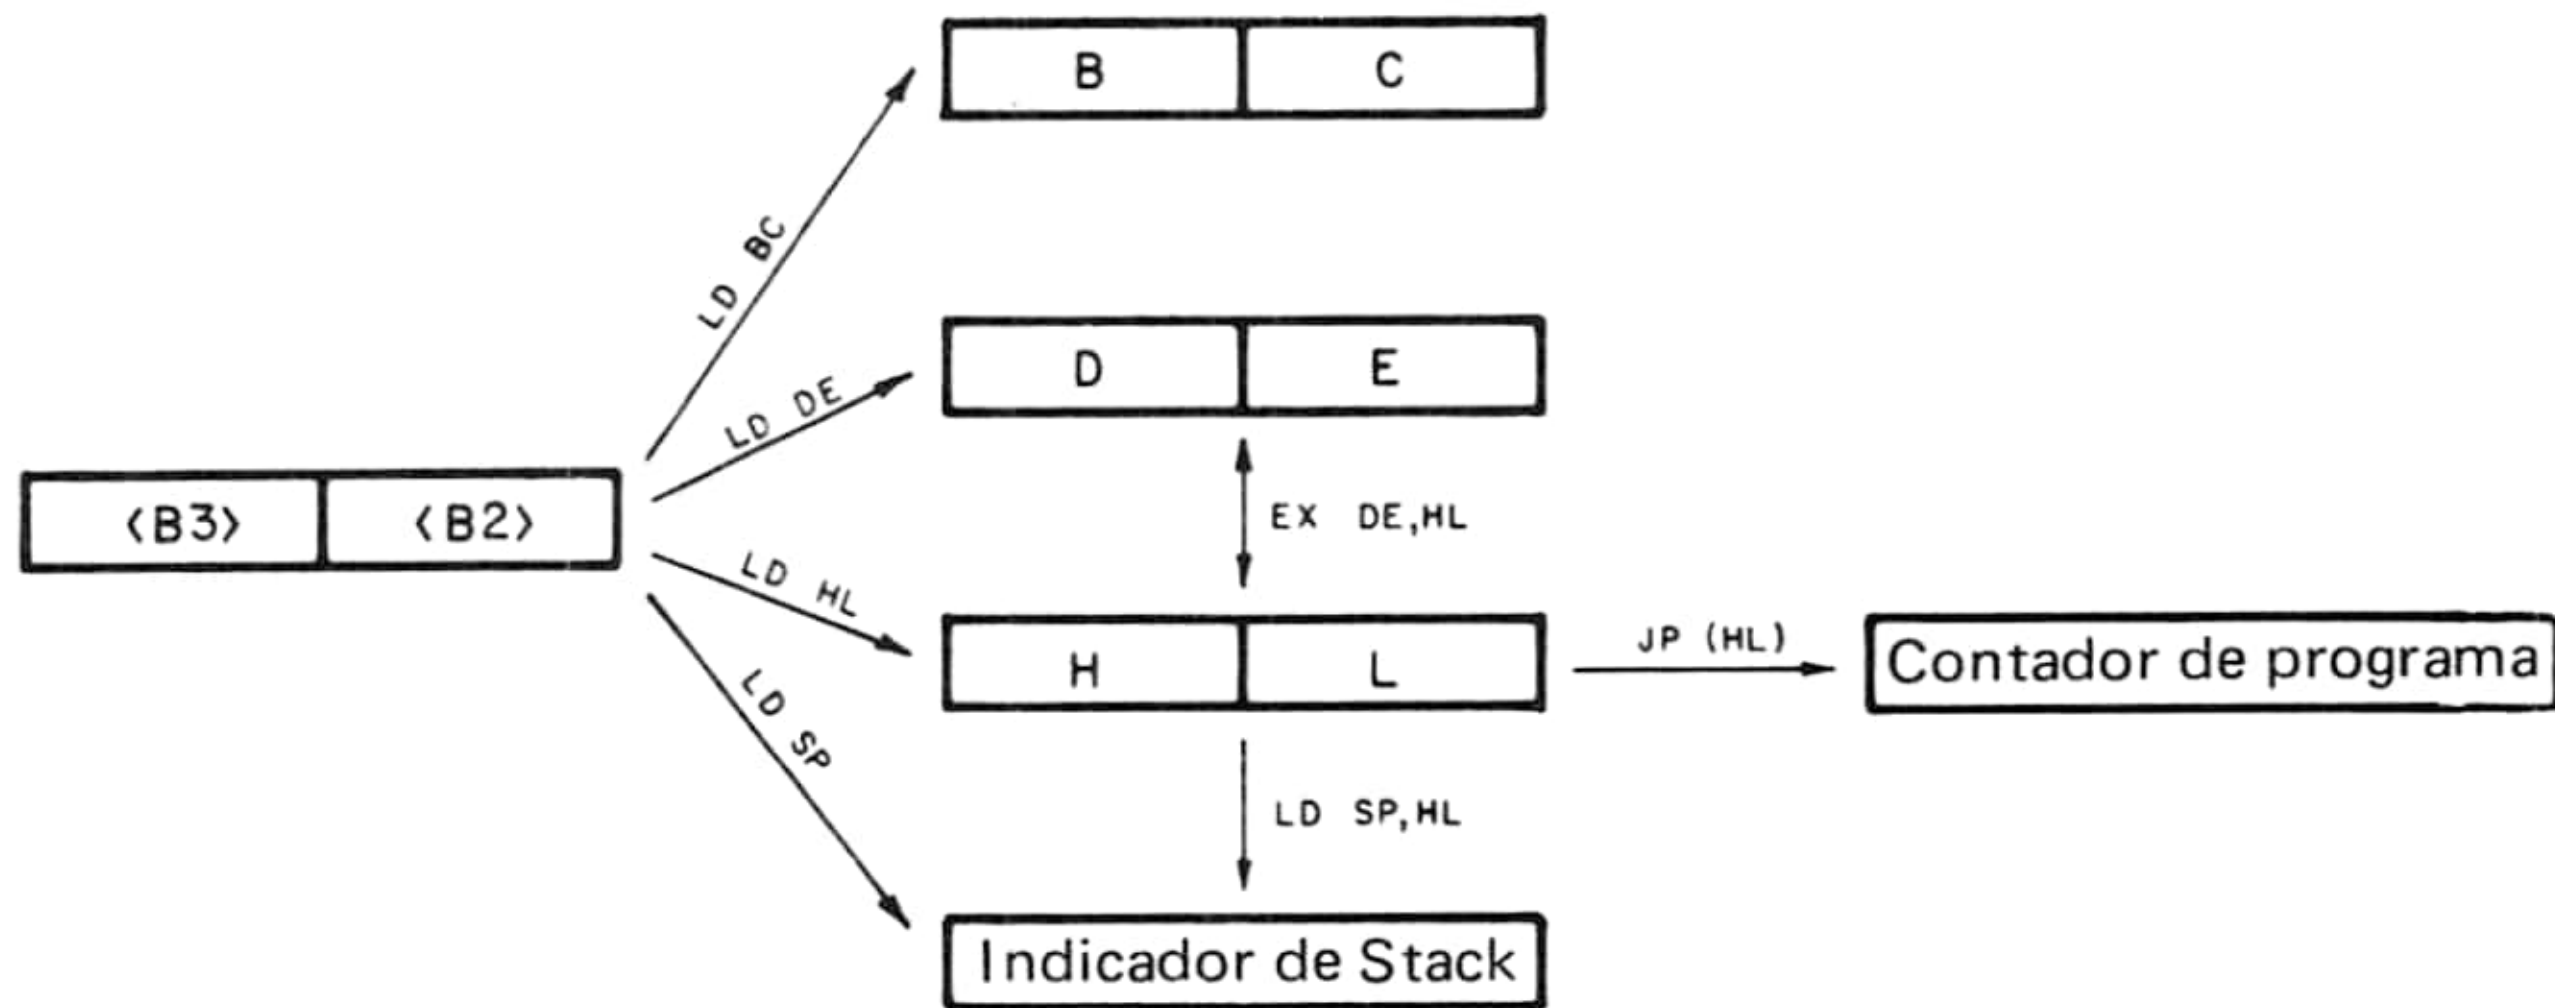 B C
LD BC
D E
LD DE
<B3> <B2>
EX DE,HL
LD HL
H L
JP (HL)
Contador de programa
LD SP
LD SP,HL
Indicador de Stack